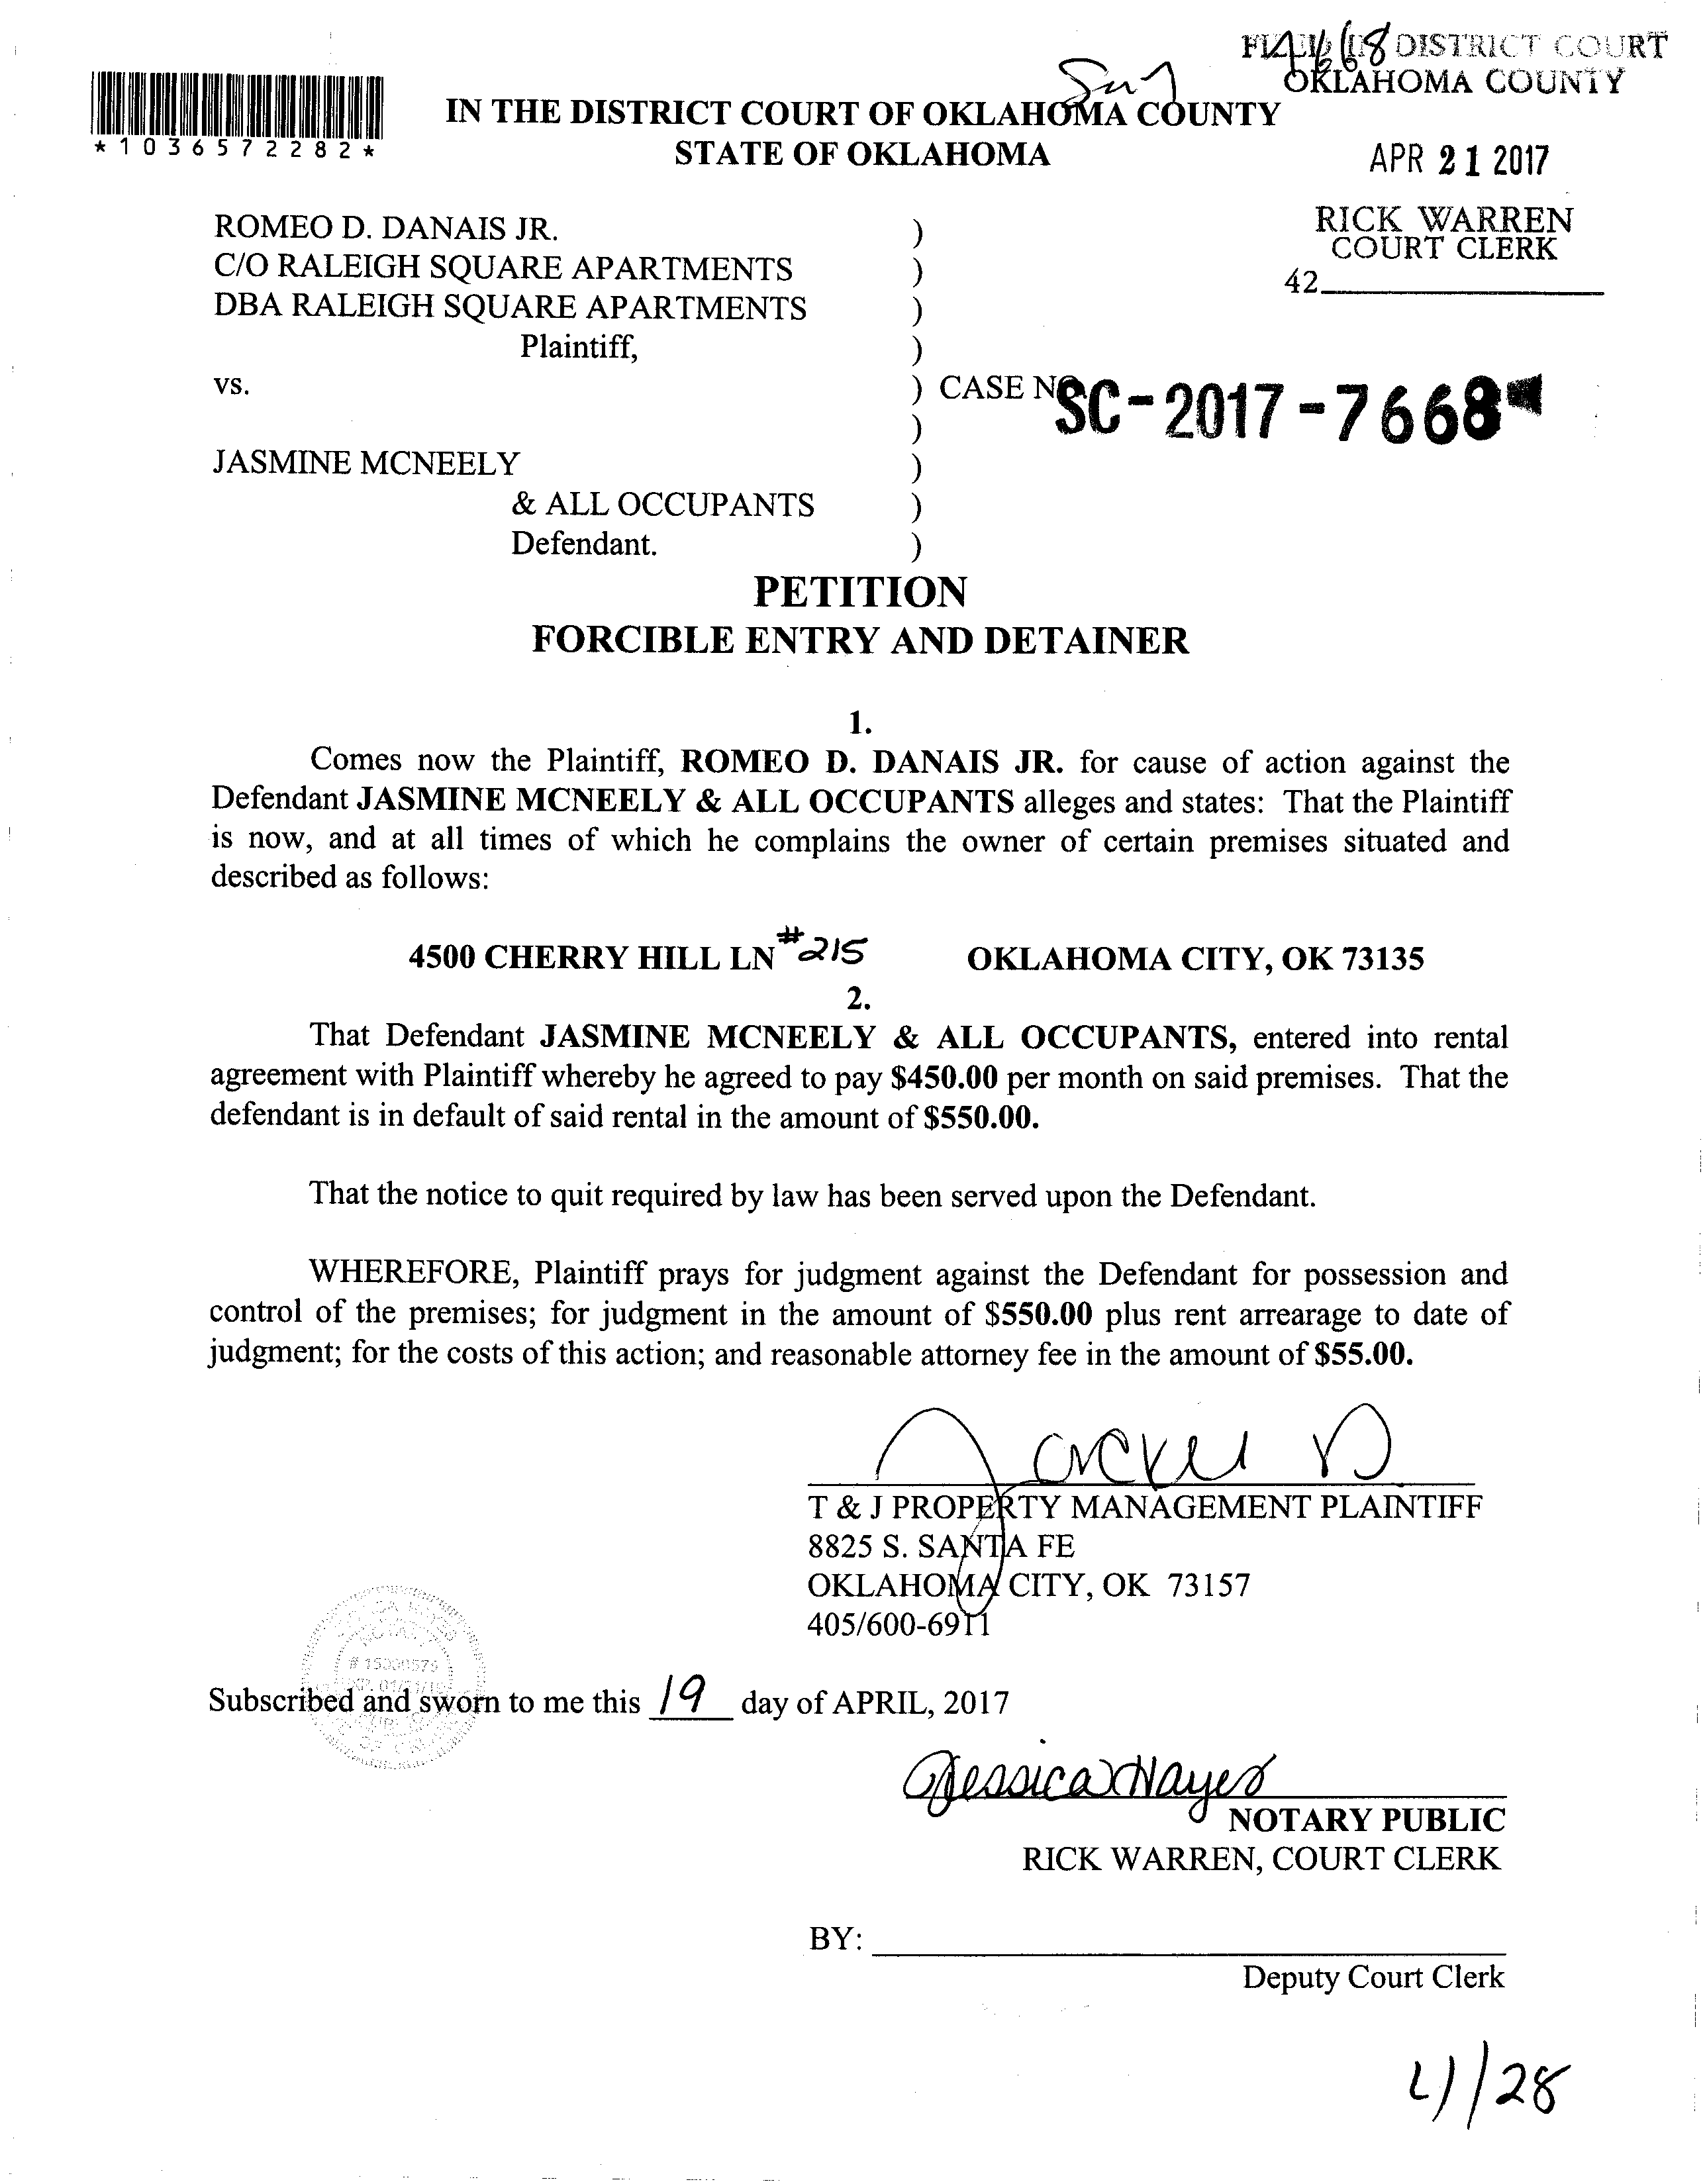 FILED IN DISTRICT COURT
OKLAHOMA COUNTY
*1036572282*
IN THE DISTRICT COURT OF OKLAHOMA COUNTY
STATE OF OKLAHOMA
APR 21 2017
RICK WARREN
COURT CLERK
42
ROMEO D. DANAIS JR. )
C/O RALEIGH SQUARE APARTMENTS )
DBA RALEIGH SQUARE APARTMENTS )
Plaintiff, )
vs. ) CASE NO. SC-2017-7668
)
JASMINE MCNEELY )
& ALL OCCUPANTS )
Defendant. )
PETITION
FORCIBLE ENTRY AND DETAINER
1.
Comes now the Plaintiff, ROMEO D. DANAIS JR. for cause of action against the
Defendant JASMINE MCNEELY & ALL OCCUPANTS alleges and states: That the Plaintiff
is now, and at all times of which he complains the owner of certain premises situated and
described as follows:
4500 CHERRY HILL LN #215 OKLAHOMA CITY, OK 73135
2.
That Defendant JASMINE MCNEELY & ALL OCCUPANTS, entered into rental
agreement with Plaintiff whereby he agreed to pay $450.00 per month on said premises. That the
defendant is in default of said rental in the amount of $550.00.
That the notice to quit required by law has been served upon the Defendant.
WHEREFORE, Plaintiff prays for judgment against the Defendant for possession and
control of the premises; for judgment in the amount of $550.00 plus rent arrearage to date of
judgment; for the costs of this action; and reasonable attorney fee in the amount of $55.00.
T & J PROPERTY MANAGEMENT PLAINTIFF
8825 S. SANTA FE
OKLAHOMA CITY, OK 73157
405/600-6911
Subscribed and sworn to me this 19 day of APRIL, 2017
Jessica Hayes
NOTARY PUBLIC
RICK WARREN, COURT CLERK
BY:
Deputy Court Clerk
4/28